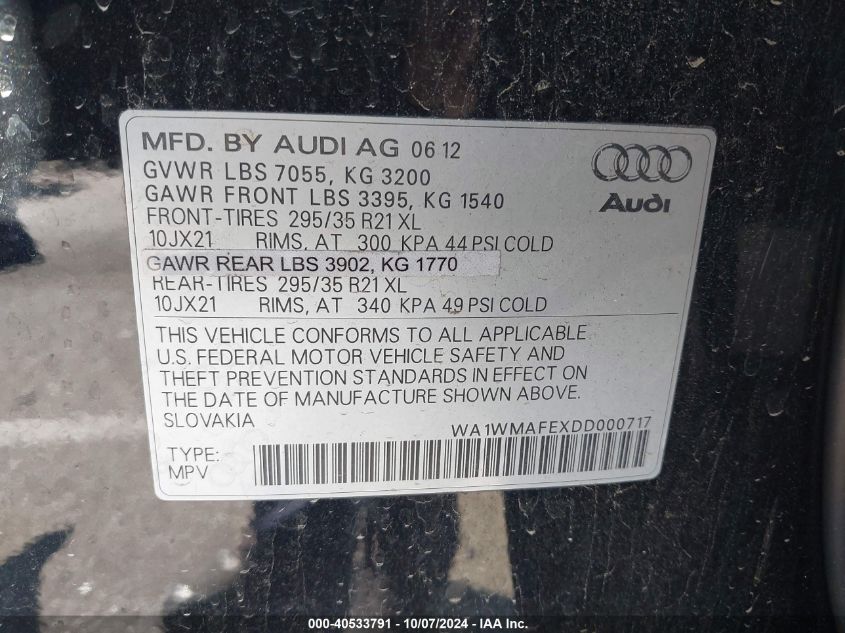 MFD. BY AUDI AG 06 12
GVWR LBS 7055, KG 3200
GAWR FRONT LBS 3395, KG 1540
FRONT-TIRES 295/35 R21 XL
10JX21 RIMS, AT 300 KPA 44 PSI COLD
GAWR REAR LBS 3902, KG 1770
REAR-TIRES 295/35 R21 XL
10JX21 RIMS, AT 340 KPA 49 PSI COLD
Audi
THIS VEHICLE CONFORMS TO ALL APPLICABLE
U.S. FEDERAL MOTOR VEHICLE SAFETY AND
THEFT PREVENTION STANDARDS IN EFFECT ON
THE DATE OF MANUFACTURE SHOWN ABOVE.
SLOVAKIA
WA1WMAFEXDD000717
TYPE:
MPV
000-40533791 - 10/07/2024 - IAAI.COM